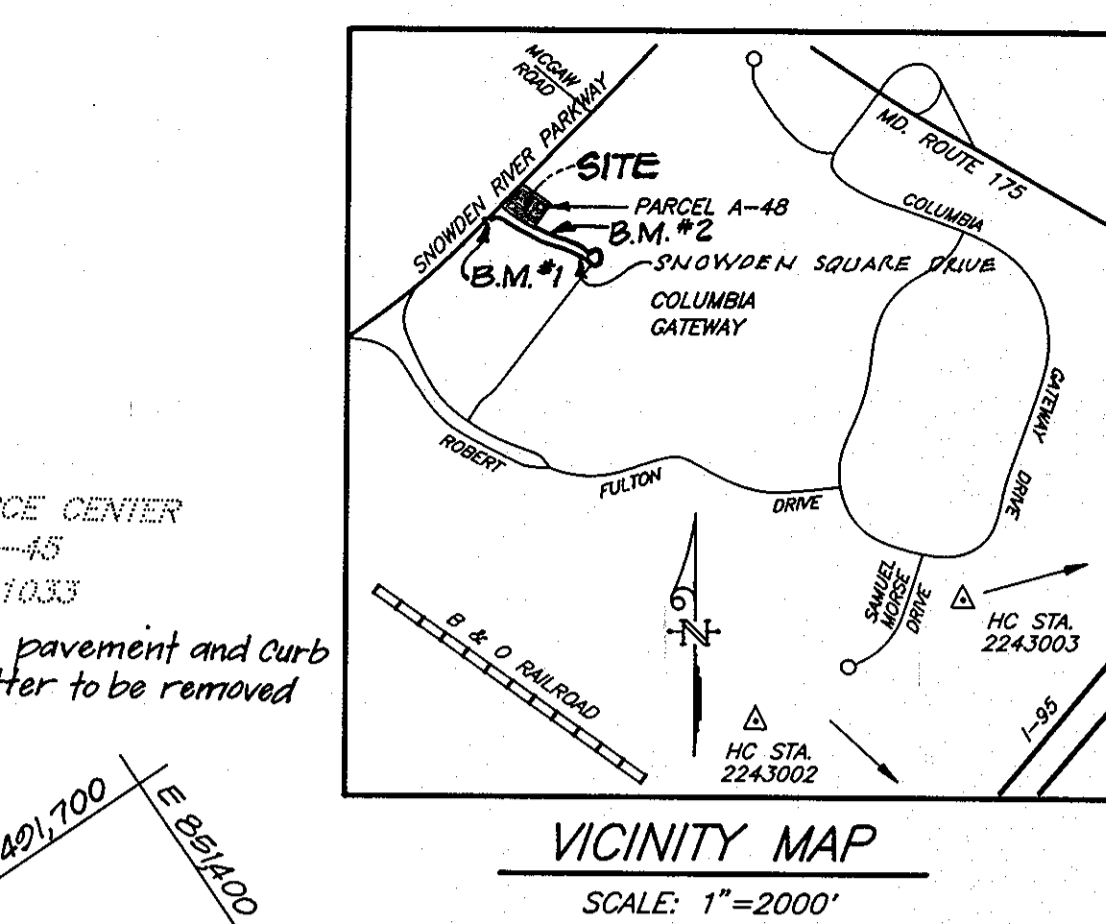 MCGAW
ROAD
SNOWDEN RIVER PARKWAY
SITE
PARCEL A-48
B.M. #2
B.M. #1
SNOWDEN SQUARE DRIVE
COLUMBIA
GATEWAY
MD. ROUTE 175
COLUMBIA
GATEWAY
DRIVE
ROBERT
FULTON
DRIVE
SAMUEL
MORSE
DRIVE
HC STA.
2243003
B & O RAILROAD
N
HC STA.
2243002
I-95
CENTER
-45
1033
pavement and curb
to be removed
491,700
E 851,400
VICINITY MAP
SCALE: 1"=2000'